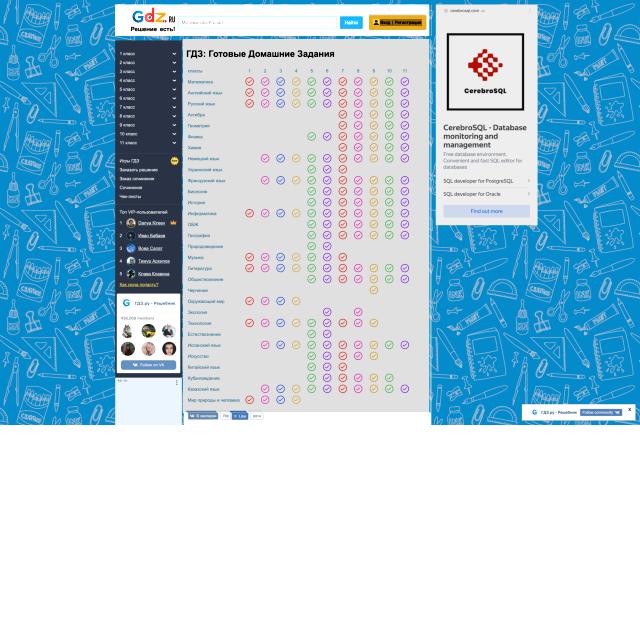 Gdz.RU
Решение есть!
Найти
Вход | Регистрация
ГДЗ: Готовые Домашние Задания
1 класс
2 класс
3 класс
4 класс
5 класс
6 класс
7 класс
8 класс
9 класс
10 класс
11 класс
Игры ГДЗ
Заказать решение
Заказ сочинения
Сочинения
Чек-листы
Топ VIP-пользователей
1 Danya Kireev
2 Иван Бабаев
3 Вова Салат
4 Тимур Архипов
5 Клава Клавина
Как сюда попасть?
ГДЗ.ру - Решебник
Follow on VK
классы 1 2 3 4 5 6 7 8 9 10 11
Математика
Английский язык
Русский язык
Алгебра
Геометрия
Физика
Химия
Немецкий язык
Украинский язык
Французский язык
Биология
История
Информатика
ОБЖ
География
Природоведение
Музыка
Литература
Обществознание
Черчение
Окружающий мир
Экология
Технология
Естествознание
Испанский язык
Искусство
Китайский язык
Кубановедение
Казахский язык
Мир природы и человека
Like
cerebrosql.com
CerebroSQL
CerebroSQL - Database
monitoring and
management
Free database environment.
Convenient and fast SQL editor for
databases
SQL developer for PostgreSQL
SQL developer for Oracle
Find out more
ГДЗ.ру - Решебник
Follow community
x